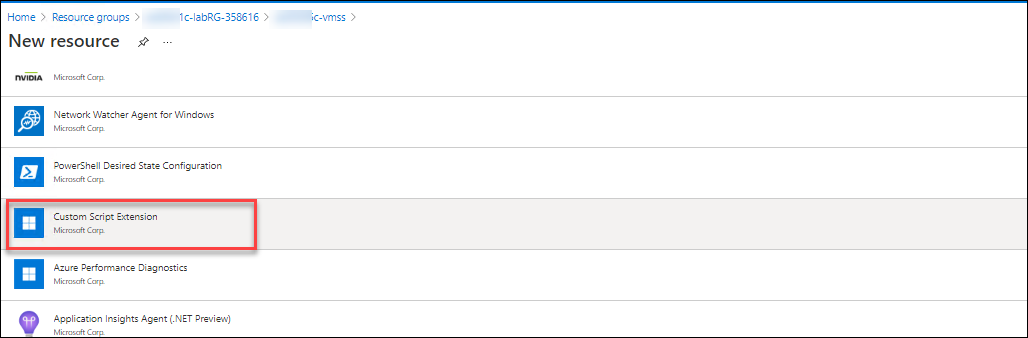 Home > Resource groups > 1c-labRG-358616 > 5c-vmss >
New resource
...
NVIDIA
Microsoft Corp.
Network Watcher Agent for Windows
Microsoft Corp.
PowerShell Desired State Configuration
Microsoft Corp.
Custom Script Extension
Microsoft Corp.
Azure Performance Diagnostics
Microsoft Corp.
Application Insights Agent (.NET Preview)
Microsoft Corp.